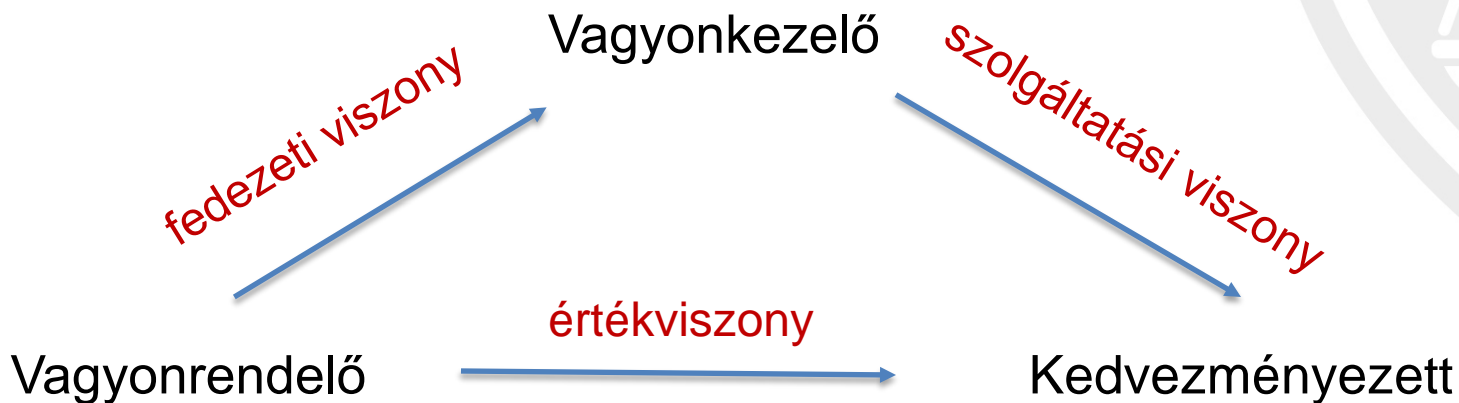 Vagyonkezelő
fedezeti viszony
szolgáltatási viszony
értékviszony
Vagyonrendelő
Kedvezményezett